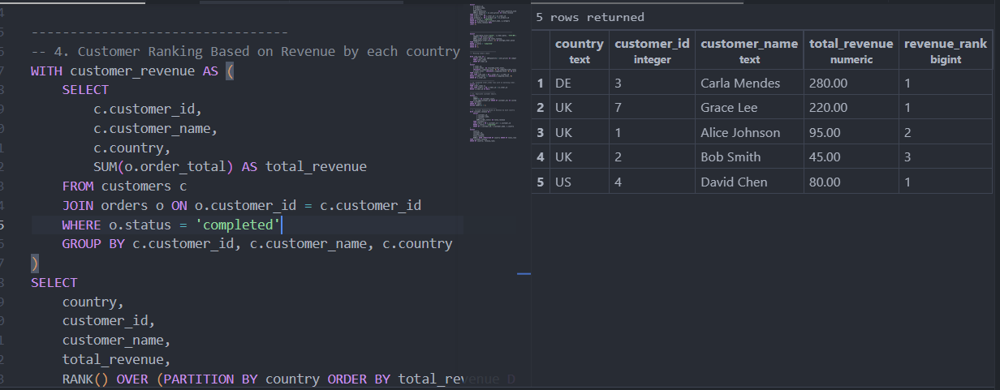 --------------------------------
-- 4. Customer Ranking Based on Revenue by each country
WITH customer_revenue AS (
SELECT
c.customer_id,
c.customer_name,
c.country,
SUM(o.order_total) AS total_revenue
FROM customers c
JOIN orders o ON o.customer_id = c.customer_id
WHERE o.status = 'completed'
GROUP BY c.customer_id, c.customer_name, c.country
)
SELECT
country,
customer_id,
customer_name,
total_revenue,
RANK() OVER (PARTITION BY country ORDER BY total_revenue D
5 rows returned
country customer_id customer_name total_revenue revenue_rank
text integer text numeric bigint
1 DE 3 Carla Mendes 280.00 1
2 UK 7 Grace Lee 220.00 1
3 UK 1 Alice Johnson 95.00 2
4 UK 2 Bob Smith 45.00 3
5 US 4 David Chen 80.00 1